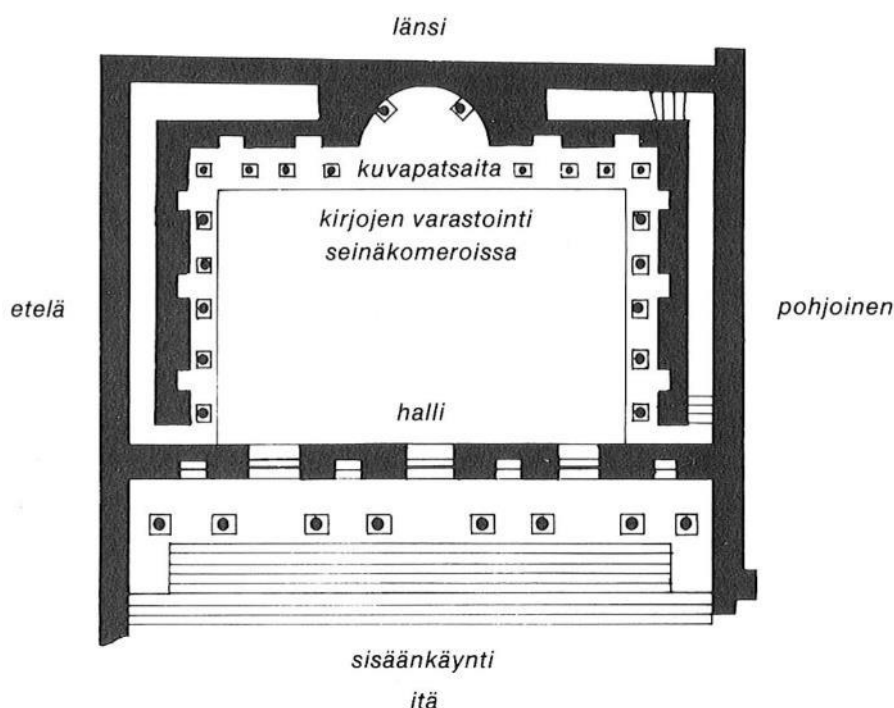 länsi
kuvapatsaita
kirjojen varastointi
seinäkomeroissa
etelä
pohjoinen
halli
sisäänkäynti
itä